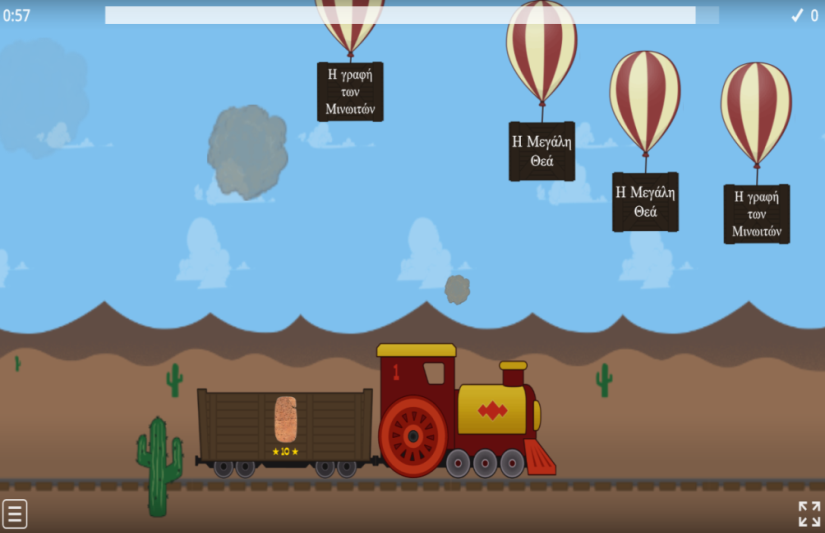 0:57
✓ 0
Η γραφή
των
Μινωιτών
Η Μεγάλη
Θεά
Η Μεγάλη
Θεά
Η γραφή
των
Μινωιτών
1
★10★